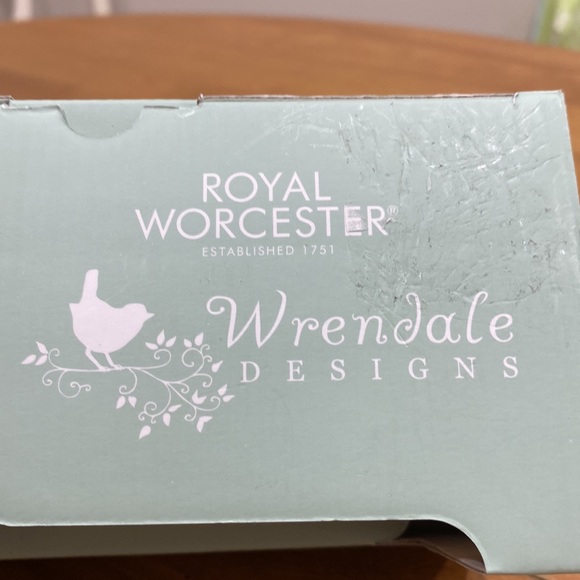 ROYAL
WORCESTER®
ESTABLISHED 1751
Wrendale
DESIGNS